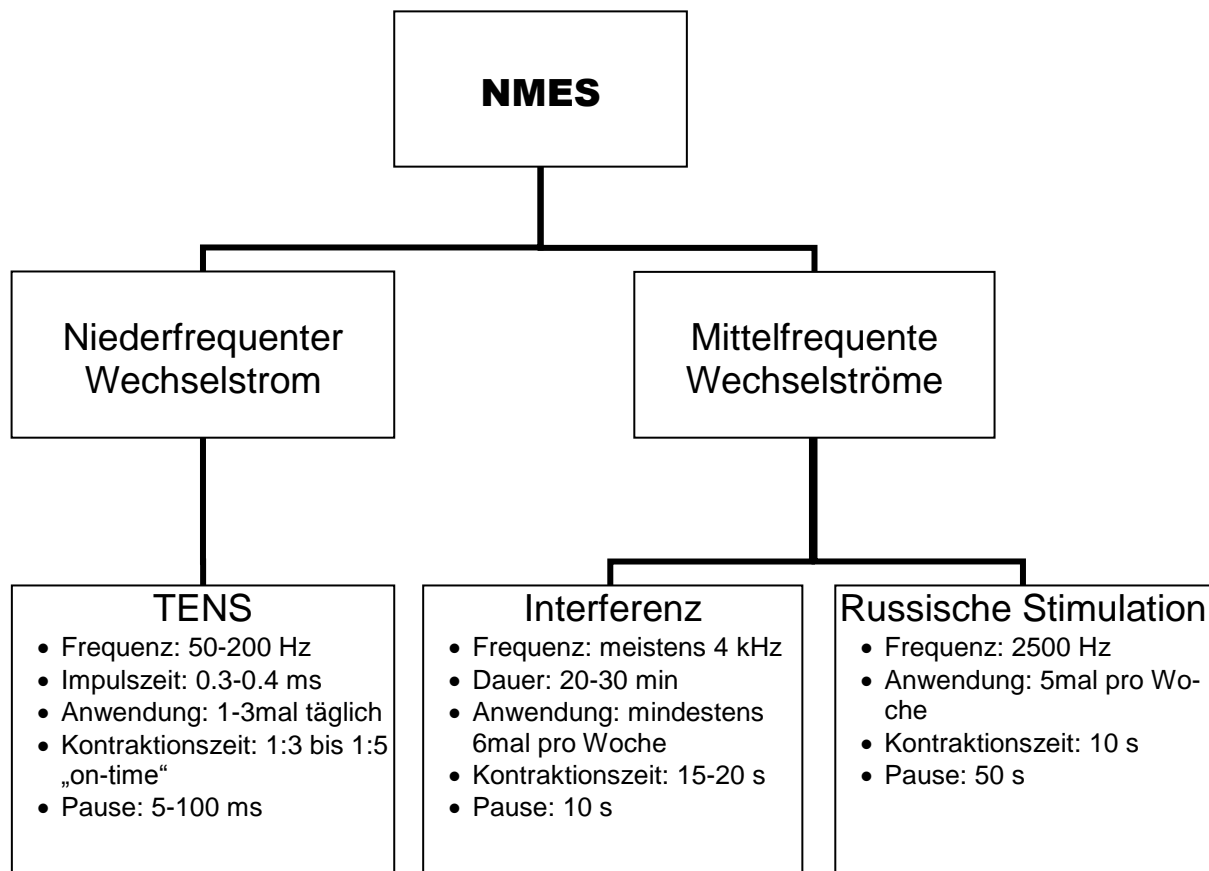 NMES
Niederfrequenter
Wechselstrom
Mittelfrequente
Wechselströme
TENS
• Frequenz: 50-200 Hz
• Impulszeit: 0.3-0.4 ms
• Anwendung: 1-3mal täglich
• Kontraktionszeit: 1:3 bis 1:5
„on-time“
• Pause: 5-100 ms
Interferenz
• Frequenz: meistens 4 kHz
• Dauer: 20-30 min
• Anwendung: mindestens
6mal pro Woche
• Kontraktionszeit: 15-20 s
• Pause: 10 s
Russische Stimulation
• Frequenz: 2500 Hz
• Anwendung: 5mal pro Wo-
che
• Kontraktionszeit: 10 s
• Pause: 50 s